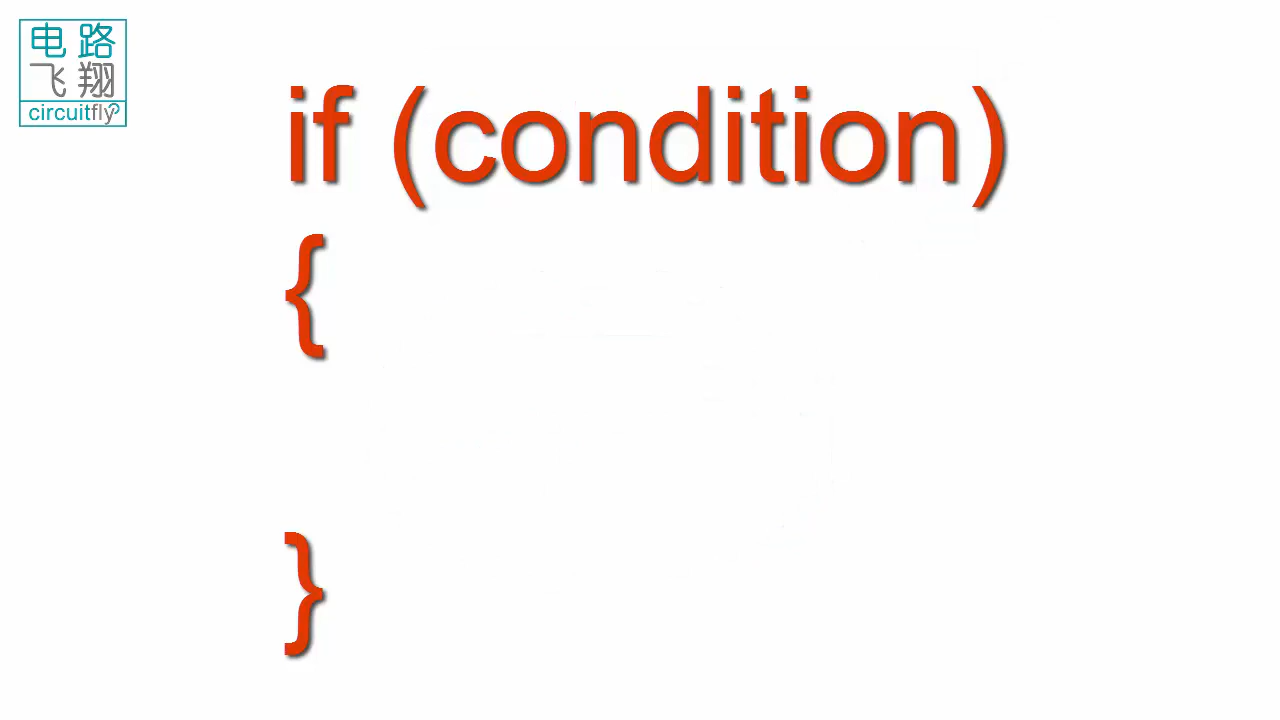 电路
飞翔
circuitfly
if (condition)
{
}